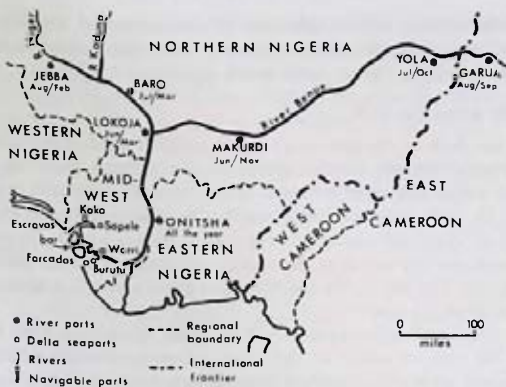 NORTHERN NIGERIA
Niger
R. Kad
JEBBA
Aug/Feb
BARO
Jul/Mar
YOLA
Jul/Oct
GARUA
Aug/Sep
River Benue
WESTERN
NIGERIA
LOKOJA
Jun/
Mar
MAKURDI
Jun/Nov
MID-
WEST
EAST
CAMEROON
WEST
CAMEROON
Koko
Sapele
ONITSHA
All the year
Escravos
bar
Warri
EASTERN
NIGERIA
Forcados
Burutu
River ports
Delta seaports
Rivers
Navigable parts
Regional
boundary
International
frontier
0 100
miles